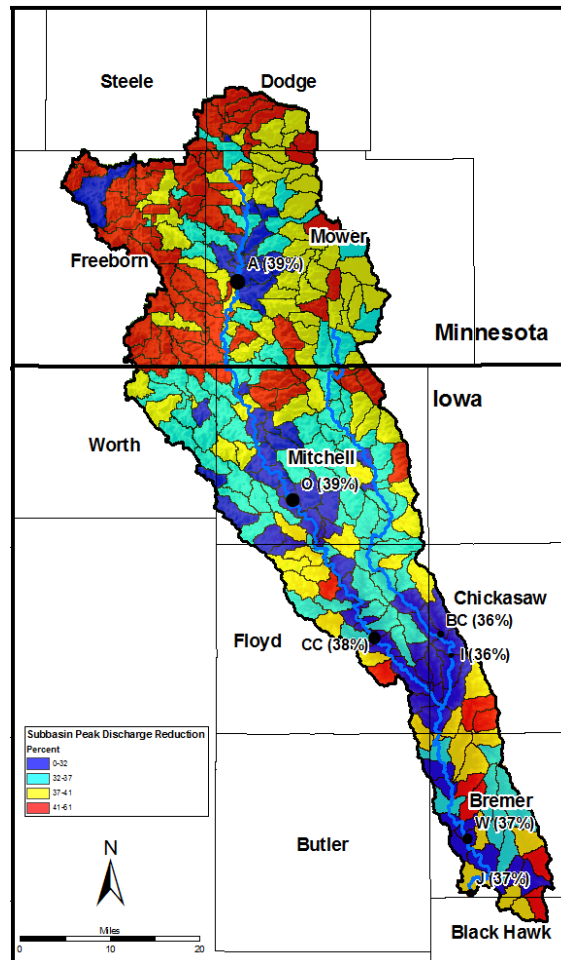 Steele
Dodge
Mower
Freeborn
A (39%)
Minnesota
Iowa
Worth
Mitchell
O (39%)
Chickasaw
BC (36%)
Floyd
CC (38%)
I (36%)
Subbasin Peak Discharge Reduction
Percent
0-32
32-37
37-41
41-61
Bremer
W (37%)
Butler
N
J (37%)
Black Hawk
Miles
0
10
20